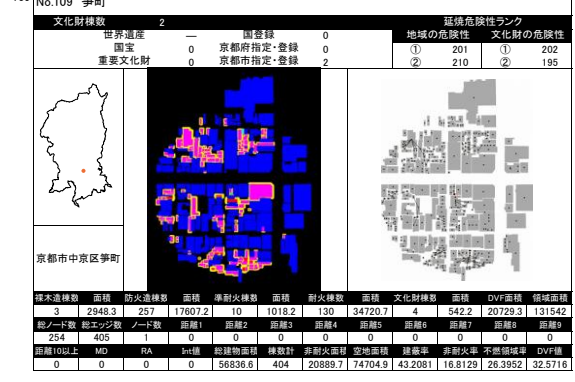 No.109 笋町
文化財棟数 2 延焼危険性ランク
世界遺産 ― 国登録 0 地域の危険性 文化財の危険性
国宝 0 京都府指定・登録 0 ① 201 ① 202
重要文化財 0 京都市指定・登録 2 ② 210 ② 195
京都市中京区笋町
裸木造棟数 面積 防火造棟数 面積 準耐火棟数 面積 耐火棟数 面積 文化財棟数 面積 DVF面積 領域面積
3 2948.3 257 17607.2 10 1018.2 130 34720.7 4 542.2 20729.3 131542
総ノード数 総エッジ数 ノード数 距離1 距離2 距離3 距離4 距離5 距離6 距離7 距離8 距離9
254 405 1 0 0 0 0 0 0 0 0 0
距離10以上 MD RA Int値 総建物面積 棟数計 非耐火面積 空地面積 建蔽率 非耐火率 不燃領域率 DVF値
0 0 0 0 56836.6 404 20889.7 74704.9 43.2081 16.8129 26.3952 32.5716